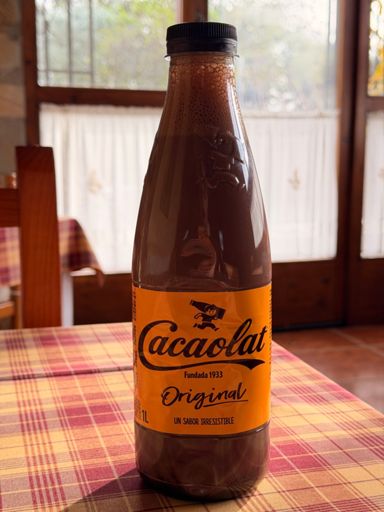 Cacaolat
Fundada 1933
Original
1L
UN SABOR IRRESISTIBLE